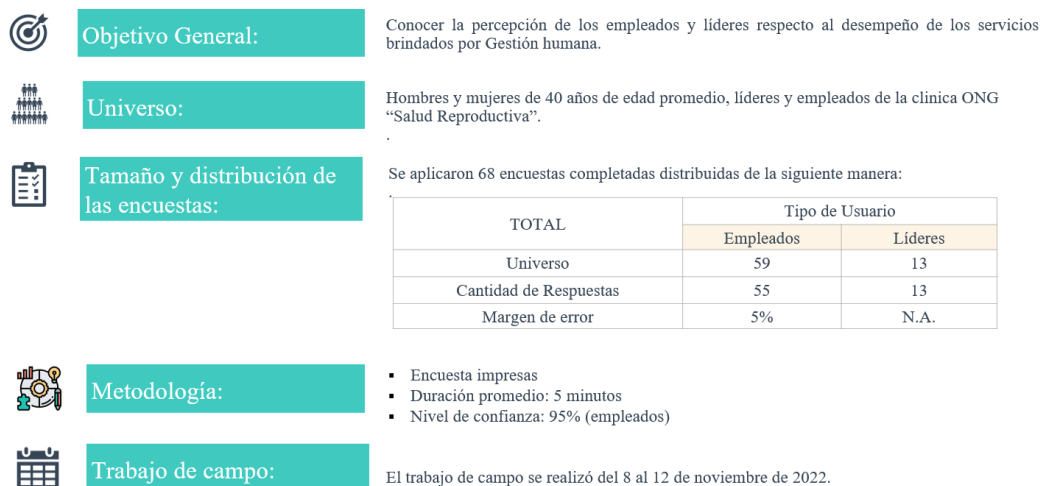 Objetivo General:
Conocer la percepción de los empleados y líderes respecto al desempeño de los servicios
brindados por Gestión humana.
Universo:
Hombres y mujeres de 40 años de edad promedio, líderes y empleados de la clinica ONG
“Salud Reproductiva”.
.
Tamaño y distribución de
las encuestas:
Se aplicaron 68 encuestas completadas distribuidas de la siguiente manera:
.
TOTAL
Tipo de Usuario
Empleados Líderes
Universo 59 13
Cantidad de Respuestas 55 13
Margen de error 5% N.A.
Metodología:
▪ Encuesta impresas
▪ Duración promedio: 5 minutos
▪ Nivel de confianza: 95% (empleados)
Trabajo de campo:
El trabajo de campo se realizó del 8 al 12 de noviembre de 2022.